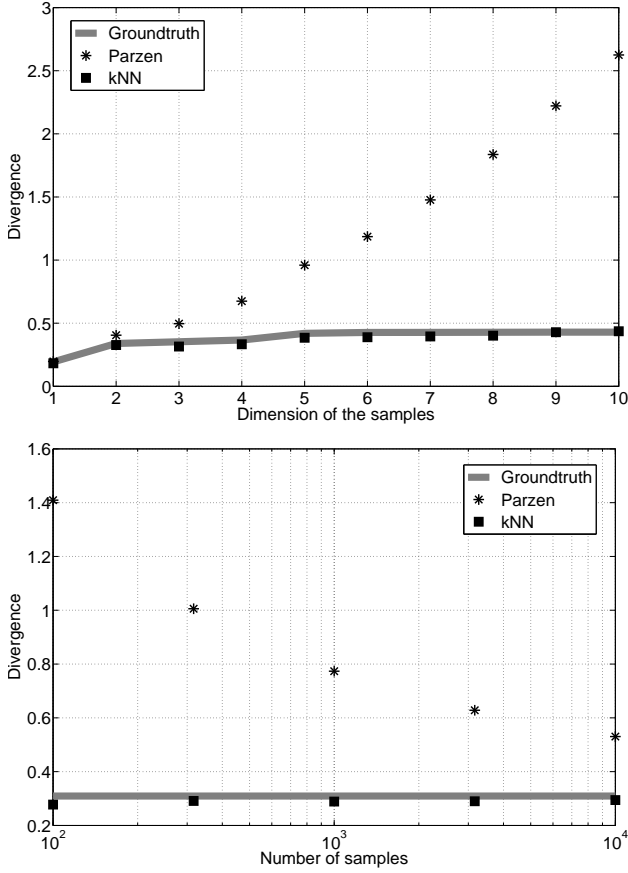 3
2.5
2
1.5
1
0.5
0
Divergence
Groundtruth
Parzen
kNN
1 2 3 4 5 6 7 8 9 10
Dimension of the samples
1.6
1.4
1.2
1
0.8
0.6
0.4
0.2
Divergence
Groundtruth
Parzen
kNN
10^2 10^3 10^4
Number of samples